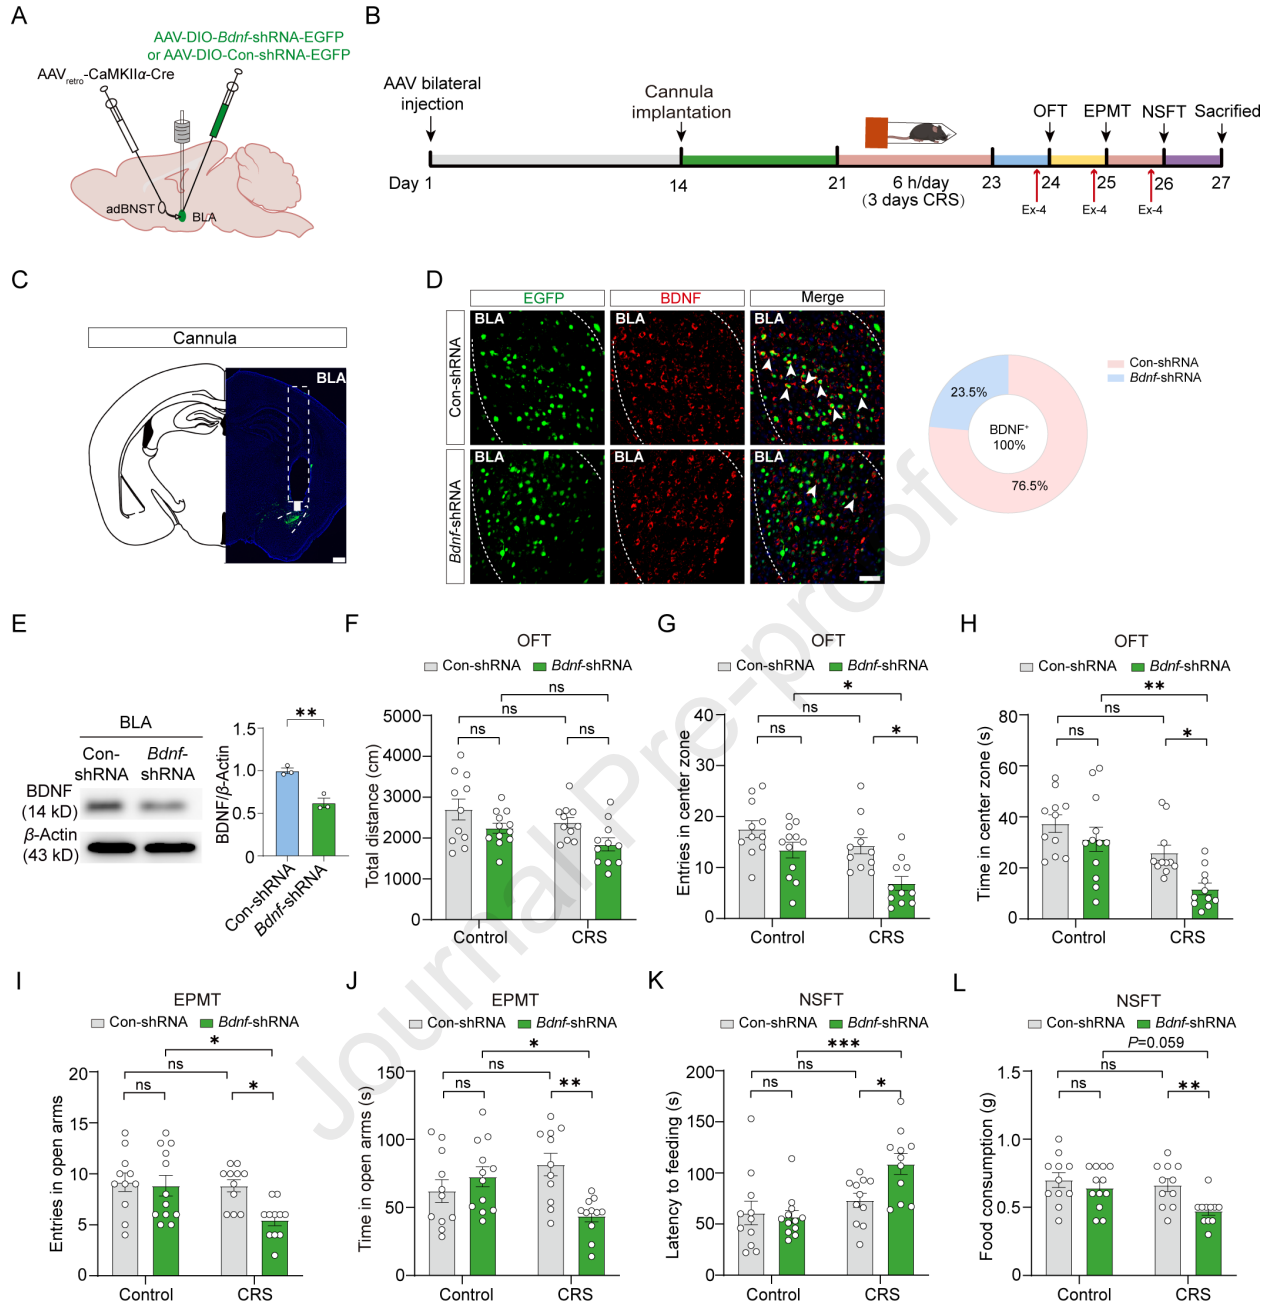 A
AAV-DIO-Bdnf-shRNA-EGFP
or AAV-DIO-Con-shRNA-EGFP
AAVretro-CaMKIIα-Cre
adBNST
BLA
B
AAV bilateral
injection
Cannula
implantation
OFT
EPMT
NSFT
Sacrified
Day 1
14
21
6 h/day
(3 days CRS)
23
24
25
26
27
Ex-4
Ex-4
Ex-4
C
Cannula
BLA
D
EGFP
BDNF
Merge
Con-shRNA
BLA
BLA
BLA
Bdnf-shRNA
BLA
BLA
BLA
23.5%
BDNF+
100%
76.5%
Con-shRNA
Bdnf-shRNA
E
BLA
Con-
shRNA
Bdnf-
shRNA
BDNF
(14 kD)
β-Actin
(43 kD)
**
BDNF/β-Actin
1.5
1.0
0.5
0
Con-shRNA
Bdnf-shRNA
F
OFT
Con-shRNA
Bdnf-shRNA
ns
ns
ns
ns
Total distance (cm)
5000
4000
3000
2000
1000
0
Control
CRS
G
OFT
Con-shRNA
Bdnf-shRNA
*
ns
ns
*
Entries in center zone
40
30
20
10
0
Control
CRS
H
OFT
Con-shRNA
Bdnf-shRNA
**
ns
ns
*
Time in center zone (s)
80
60
40
20
0
Control
CRS
I
EPMT
Con-shRNA
Bdnf-shRNA
*
ns
ns
*
Entries in open arms
20
15
10
5
0
Control
CRS
J
EPMT
Con-shRNA
Bdnf-shRNA
*
ns
ns
**
Time in open arms (s)
150
100
50
0
Control
CRS
K
NSFT
Con-shRNA
Bdnf-shRNA
***
ns
ns
*
Latency to feeding (s)
200
150
100
50
0
Control
CRS
L
NSFT
Con-shRNA
Bdnf-shRNA
P=0.059
ns
ns
**
Food consumption (g)
1.5
1.0
0.5
0
Control
CRS
Journal Pre-proof